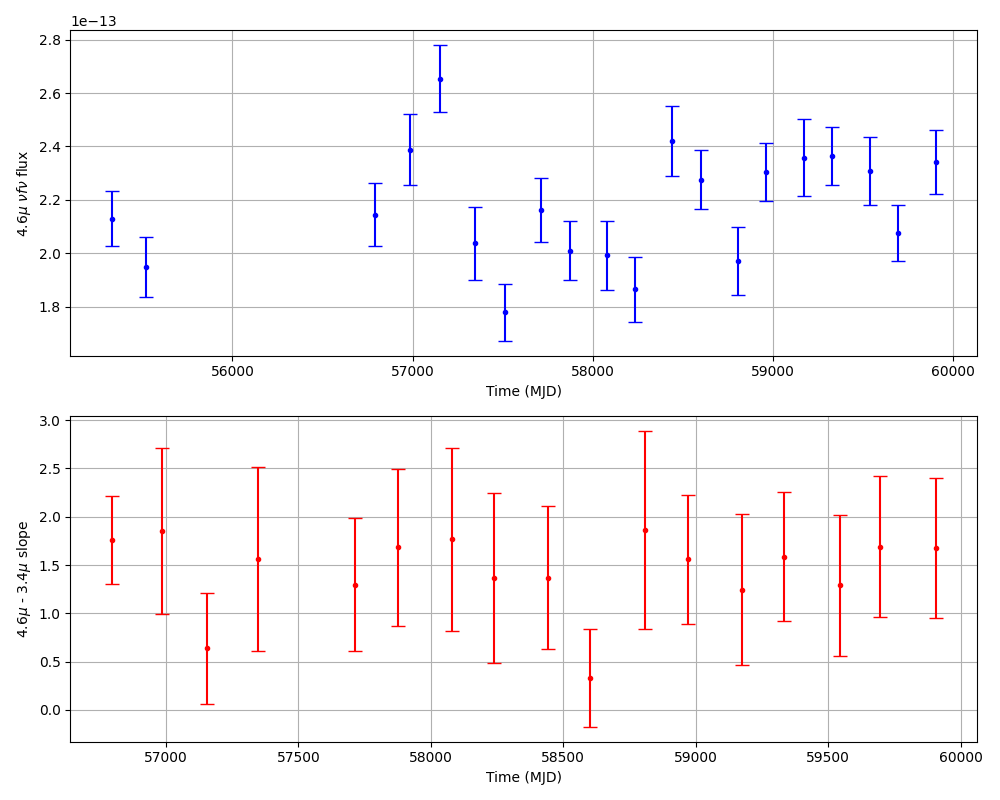 1e−13
2.8
2.6
2.4
2.2
2.0
1.8
4.6μ νfν flux
56000 57000 58000 59000 60000
Time (MJD)
3.0
2.5
2.0
1.5
1.0
0.5
0.0
4.6μ - 3.4μ slope
57000 57500 58000 58500 59000 59500 60000
Time (MJD)